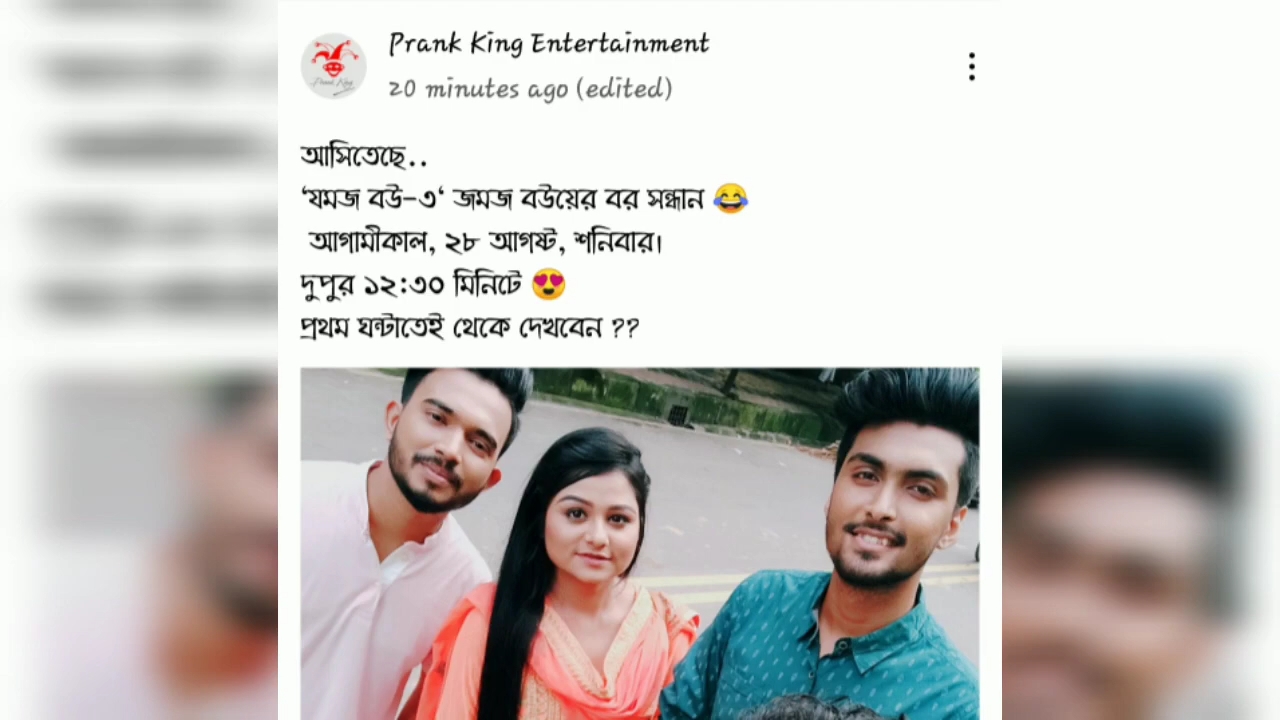 Prank King Entertainment
20 minutes ago (edited)
আসিতেছে..
‘যমজ বউ-৩‘ জমজ বউয়ের বর সন্ধান 😂
আগামীকাল, ২৮ আগষ্ট, শনিবার।
দুপুর ১২:৩০ মিনিটে 😍
প্রথম ঘন্টাতেই থেকে দেখবেন ??